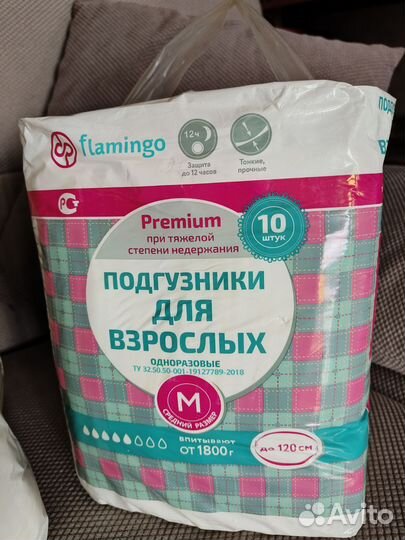 flamingo
12ч
Защита
до 12 часов
Тонкие,
прочные
Premium
при тяжелой
степени недержания
10
штук
ПОДГУЗНИКИ
ДЛЯ
ВЗРОСЛЫХ
ОДНОРАЗОВЫЕ
ТУ 32.50.50-001-19127789-2018
M
СРЕДНИЙ РАЗМЕР
ВПИТЫВАЮТ
ОТ 1800 г
до 120 см
Avito